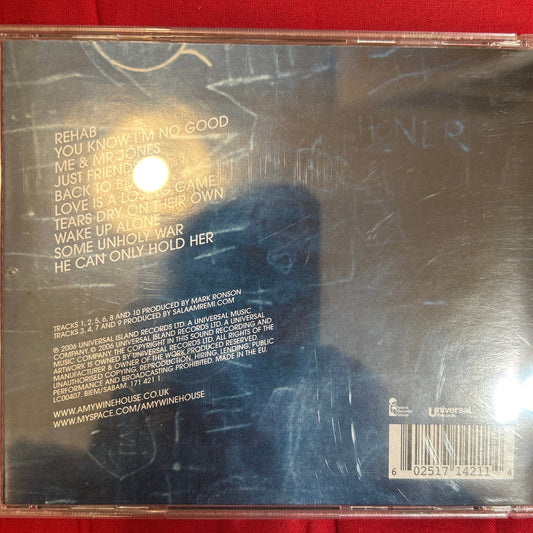 REHAB
YOU KNOW I'M NO GOOD
ME & MR JONES
JUST FRIENDS
BACK TO
LOVE IS A GAME
TEARS DRY ON THEIR OWN
WAKE UP ALONE
SOME UNHOLY WAR
HE CAN ONLY HOLD HER
TRACKS 1, 2, 5, 6, 8 AND 10 PRODUCED BY MARK RONSON
TRACKS 3, 4, 7 AND 9 PRODUCED BY SALAAMREMI.COM
℗ 2006 UNIVERSAL ISLAND RECORDS LTD. A UNIVERSAL MUSIC
COMPANY © 2006 UNIVERSAL ISLAND RECORDS LTD. A UNIVERSAL
MUSIC COMPANY THE COPYRIGHT IN THIS SOUND RECORDING AND
ARTWORK IS OWNED BY UNIVERSAL RECORDS LTD. ALL RIGHTS OF THE
MANUFACTURER & OWNER OF THE WORK PRODUCED RESERVED.
UNAUTHORISED COPYING, REPRODUCTION, HIRING, LENDING, PUBLIC
PERFORMANCE AND BROADCASTING PROHIBITED. MADE IN THE EU.
LC00407. BIEM/SABAM. 171 421 1.
WWW.AMYWINEHOUSE.CO.UK
WWW.MYSPACE.COM/AMYWINEHOUSE
Universal
6 02517 14211 4